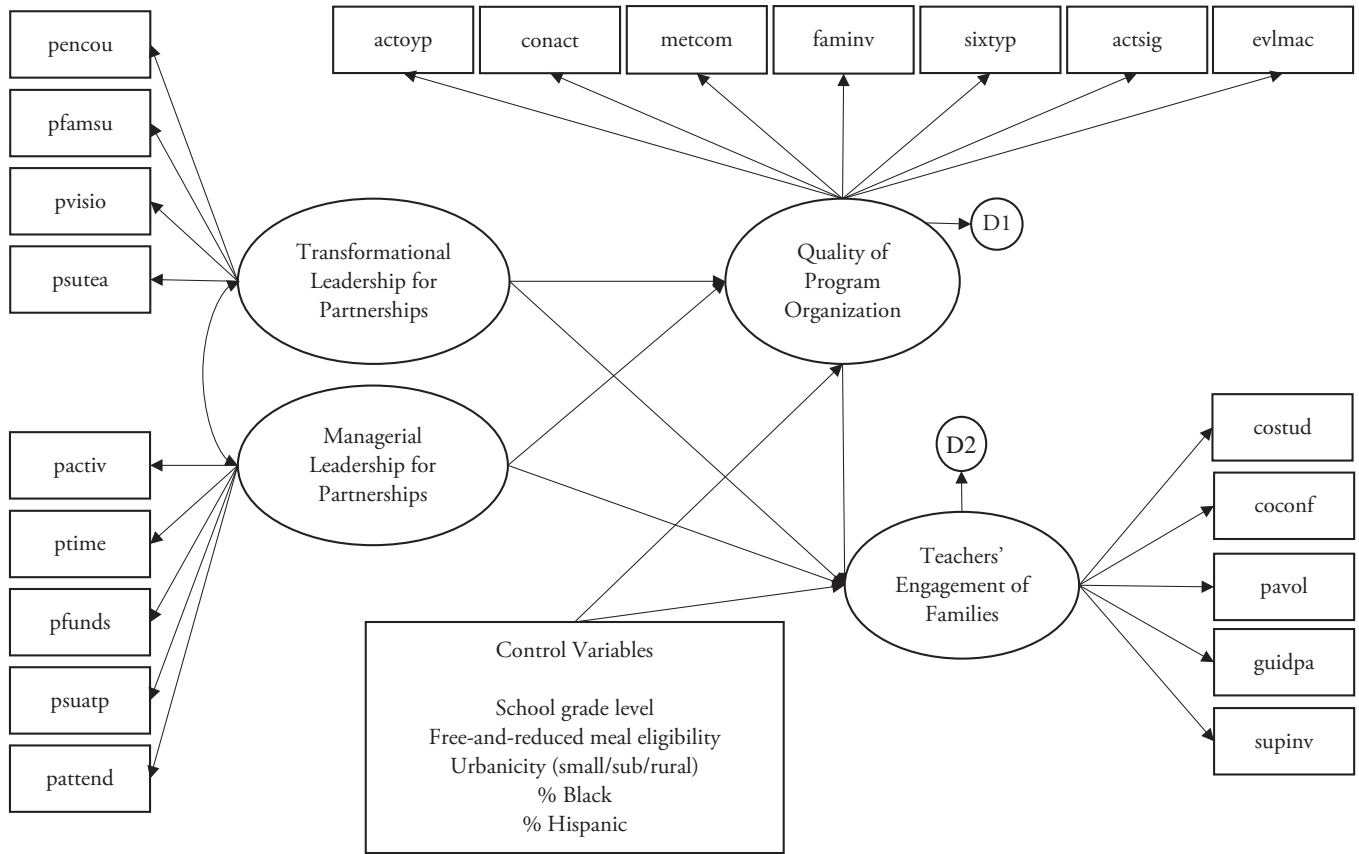 pencou
pfamsu
pvisio
psutea
pactiv
ptime
pfunds
psuatp
pattend
actoyp
conact
metcom
faminv
sixtyp
actsig
evlmac
Transformational
Leadership for
Partnerships
Managerial
Leadership for
Partnerships
Quality of
Program
Organization
D1
D2
Teachers’
Engagement of
Families
costud
coconf
pavol
guidpa
supinv
Control Variables
School grade level
Free-and-reduced meal eligibility
Urbanicity (small/sub/rural)
% Black
% Hispanic